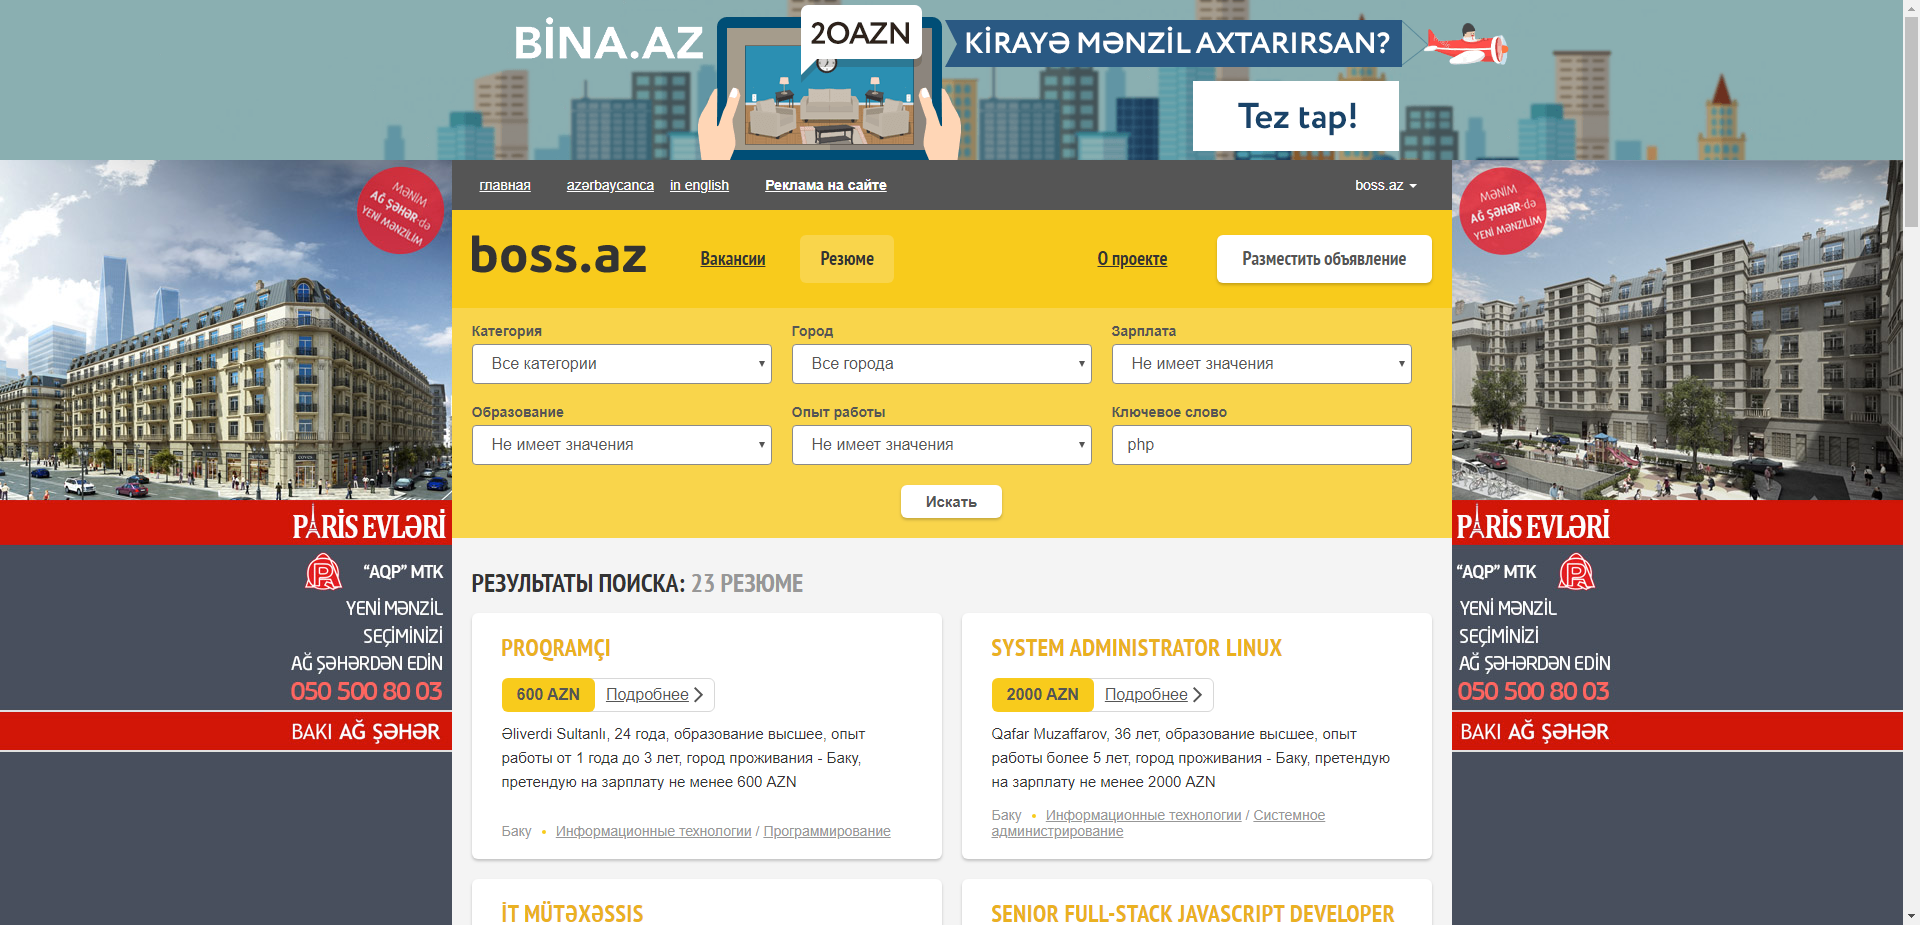 BİNA.AZ
20AZN
KİRAYƏ MƏNZİL AXTARIRSAN?
Tez tap!
MƏNİM
AĞ ŞƏHƏR-də
YENİ MƏNZİLİM
главная azərbaycanca in english Реклама на сайте boss.az
MƏNİM
AĞ ŞƏHƏR-də
YENİ MƏNZİLİM
boss.az Вакансии Резюме О проекте Разместить объявление
Категория Город Зарплата
Все категории Все города Не имеет значения
Образование Опыт работы Ключевое слово
Не имеет значения Не имеет значения php
Искать
PARİS EVLƏRİ
“AQP” MTK
YENİ MƏNZİL
SEÇİMİNİZİ
AĞ ŞƏHƏRDƏN EDİN
050 500 80 03
BAKI AĞ ŞƏHƏR
РЕЗУЛЬТАТЫ ПОИСКА: 23 РЕЗЮМЕ
PROQRAMÇI
600 AZN Подробнее
Əliverdi Sultanlı, 24 года, образование высшее, опыт
работы от 1 года до 3 лет, город проживания - Баку,
претендую на зарплату не менее 600 AZN
Баку • Информационные технологии / Программирование
SYSTEM ADMINISTRATOR LINUX
2000 AZN Подробнее
Qafar Muzaffarov, 36 лет, образование высшее, опыт
работы более 5 лет, город проживания - Баку, претендую
на зарплату не менее 2000 AZN
Баку • Информационные технологии / Системное
администрирование
İT MÜTƏXƏSSIS
SENIOR FULL-STACK JAVASCRIPT DEVELOPER
PARİS EVLƏRİ
“AQP” MTK
YENİ MƏNZİL
SEÇİMİNİZİ
AĞ ŞƏHƏRDƏN EDİN
050 500 80 03
BAKI AĞ ŞƏHƏR